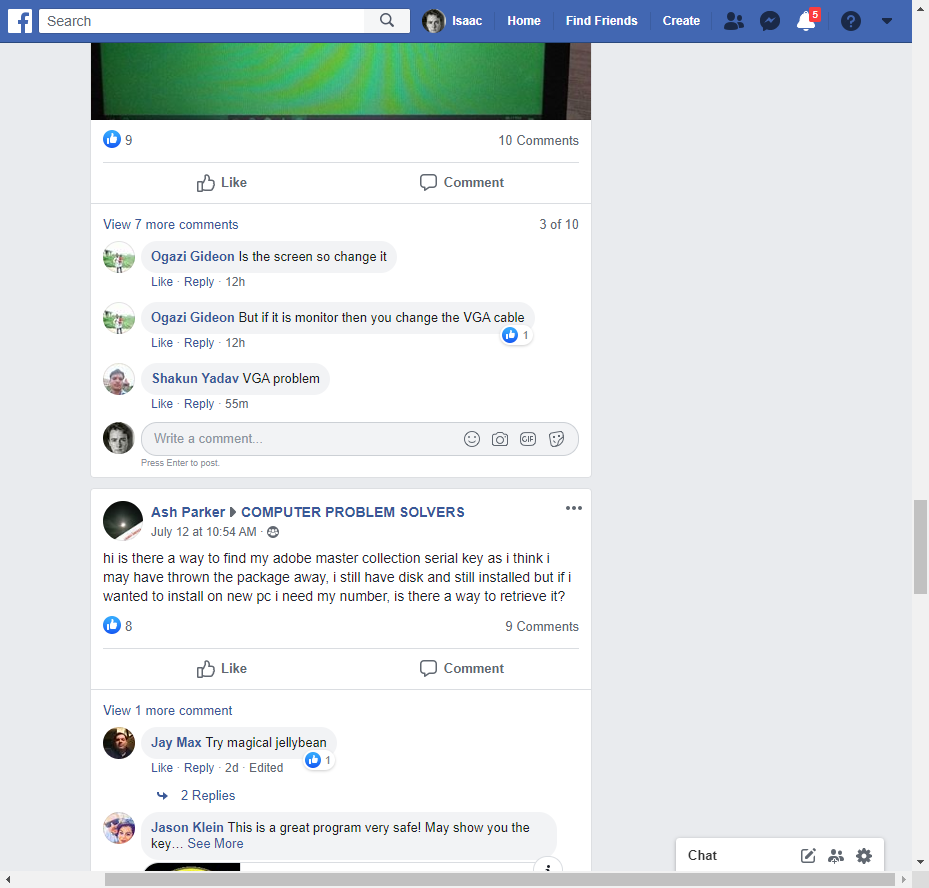 Search
Isaac
Home
Find Friends
Create
5
9
10 Comments
Like
Comment
View 7 more comments
3 of 10
Ogazi Gideon Is the screen so change it
Like · Reply · 12h
Ogazi Gideon But if it is monitor then you change the VGA cable
1
Like · Reply · 12h
Shakun Yadav VGA problem
Like · Reply · 55m
Write a comment...
GIF
Press Enter to post.
Ash Parker COMPUTER PROBLEM SOLVERS
July 12 at 10:54 AM ·
hi is there a way to find my adobe master collection serial key as i think i
may have thrown the package away, i still have disk and still installed but if i
wanted to install on new pc i need my number, is there a way to retrieve it?
8
9 Comments
Like
Comment
View 1 more comment
Jay Max Try magical jellybean
1
Like · Reply · 2d · Edited
2 Replies
Jason Klein This is a great program very safe! May show you the
key... See More
Chat